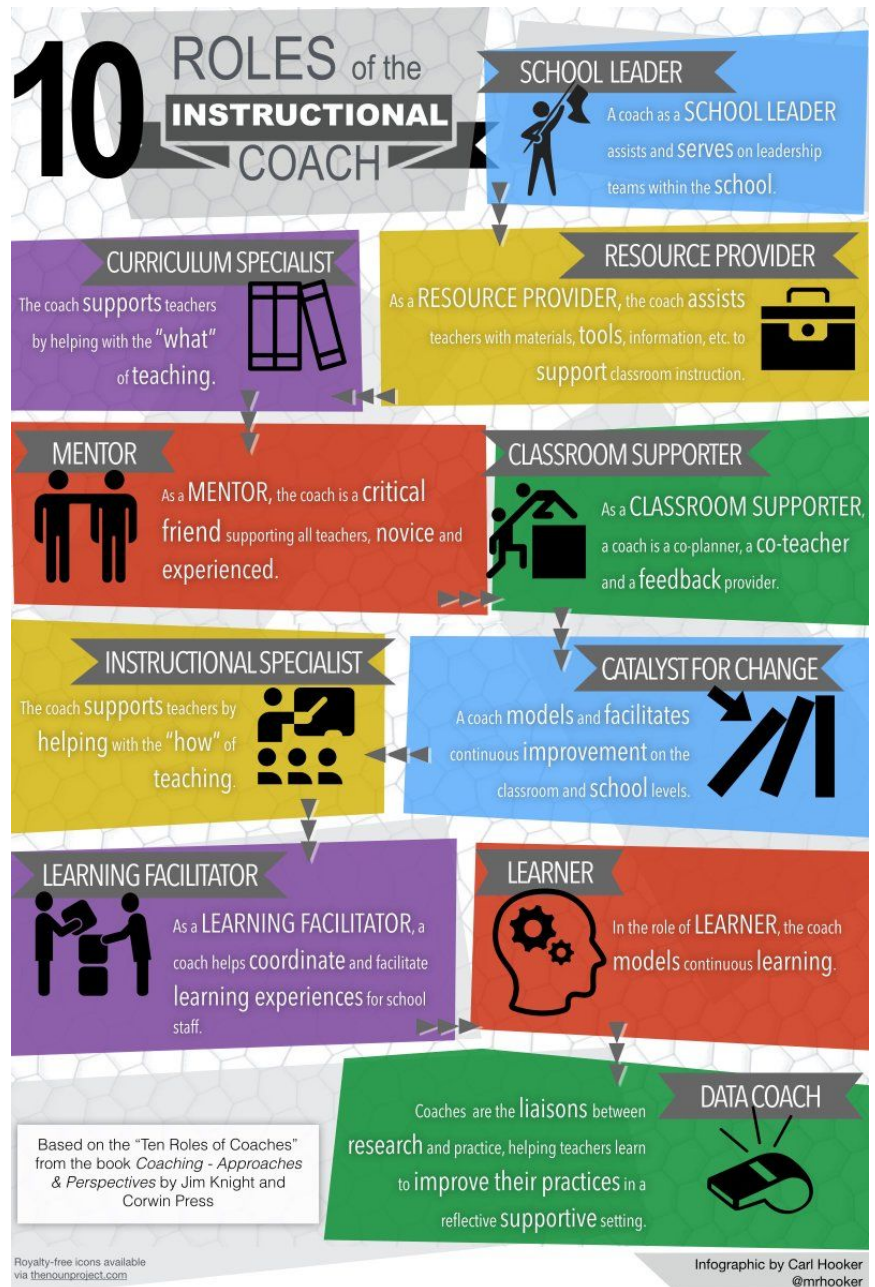 10
ROLES of the
INSTRUCTIONAL
COACH
SCHOOL LEADER
A coach as a SCHOOL LEADER
assists and serves on leadership
teams within the school.
RESOURCE PROVIDER
As a RESOURCE PROVIDER, the coach assists
teachers with materials, tools, information, etc. to
support classroom instruction.
CURRICULUM SPECIALIST
The coach supports teachers
by helping with the "what"
of teaching.
MENTOR
As a MENTOR, the coach is a critical
friend supporting all teachers, novice and
experienced.
CLASSROOM SUPPORTER
As a CLASSROOM SUPPORTER,
a coach is a co-planner, a co-teacher
and a feedback provider.
CATALYST FOR CHANGE
A coach models and facilitates
continuous improvement on the
classroom and school levels.
INSTRUCTIONAL SPECIALIST
The coach supports teachers by
helping with the "how" of
teaching.
LEARNING FACILITATOR
As a LEARNING FACILITATOR, a
coach helps coordinate and facilitate
learning experiences for school
staff.
LEARNER
In the role of LEARNER, the coach
models continuous learning.
DATA COACH
Coaches are the liaisons between
research and practice, helping teachers learn
to improve their practices in a
reflective supportive setting.
Based on the "Ten Roles of Coaches"
from the book Coaching - Approaches
& Perspectives by Jim Knight and
Corwin Press
Royalty-free icons available
via thenounproject.com
Infographic by Carl Hooker
@mrhooker